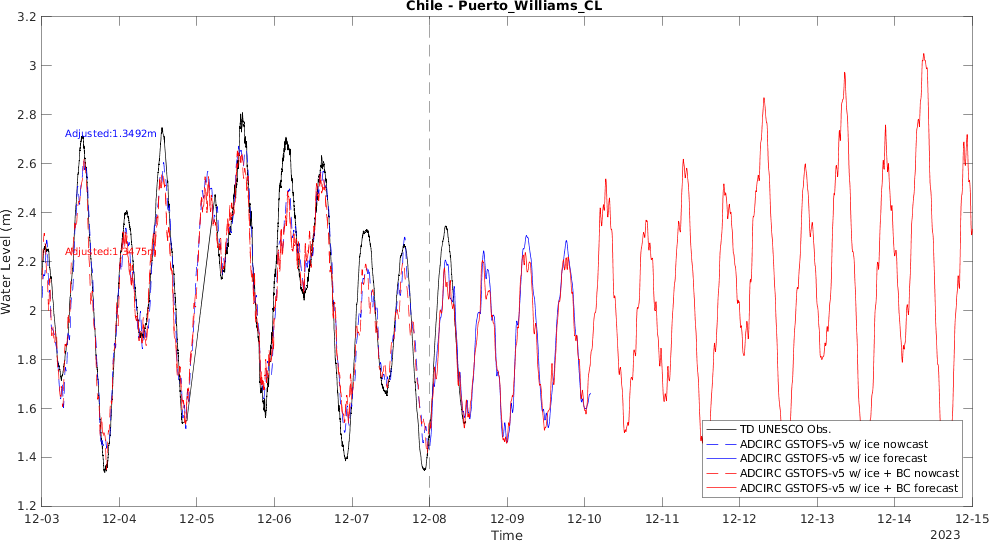 Chile - Puerto_Williams_CL
3.2
3
2.8
2.6
2.4
2.2
2
1.8
1.6
1.4
1.2
Water Level (m)
Adjusted:1.3492m
Adjusted:1.3475m
TD UNESCO Obs.
ADCIRC GSTOFS-v5 w/ ice nowcast
ADCIRC GSTOFS-v5 w/ ice forecast
ADCIRC GSTOFS-v5 w/ ice + BC nowcast
ADCIRC GSTOFS-v5 w/ ice + BC forecast
12-03 12-04 12-05 12-06 12-07 12-08 12-09 12-10 12-11 12-12 12-13 12-14 12-15
Time
2023